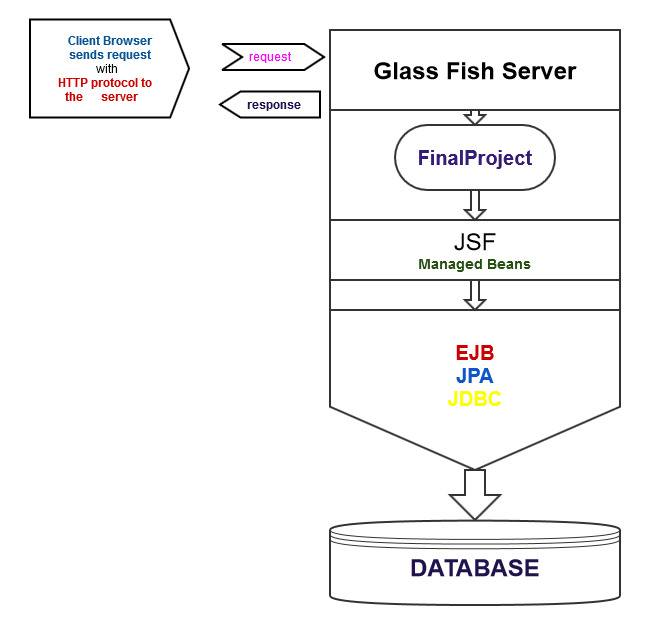 Client Browser
sends request
with
HTTP protocol to
the server
request
response
Glass Fish Server
FinalProject
JSF
Managed Beans
EJB
JPA
JDBC
DATABASE